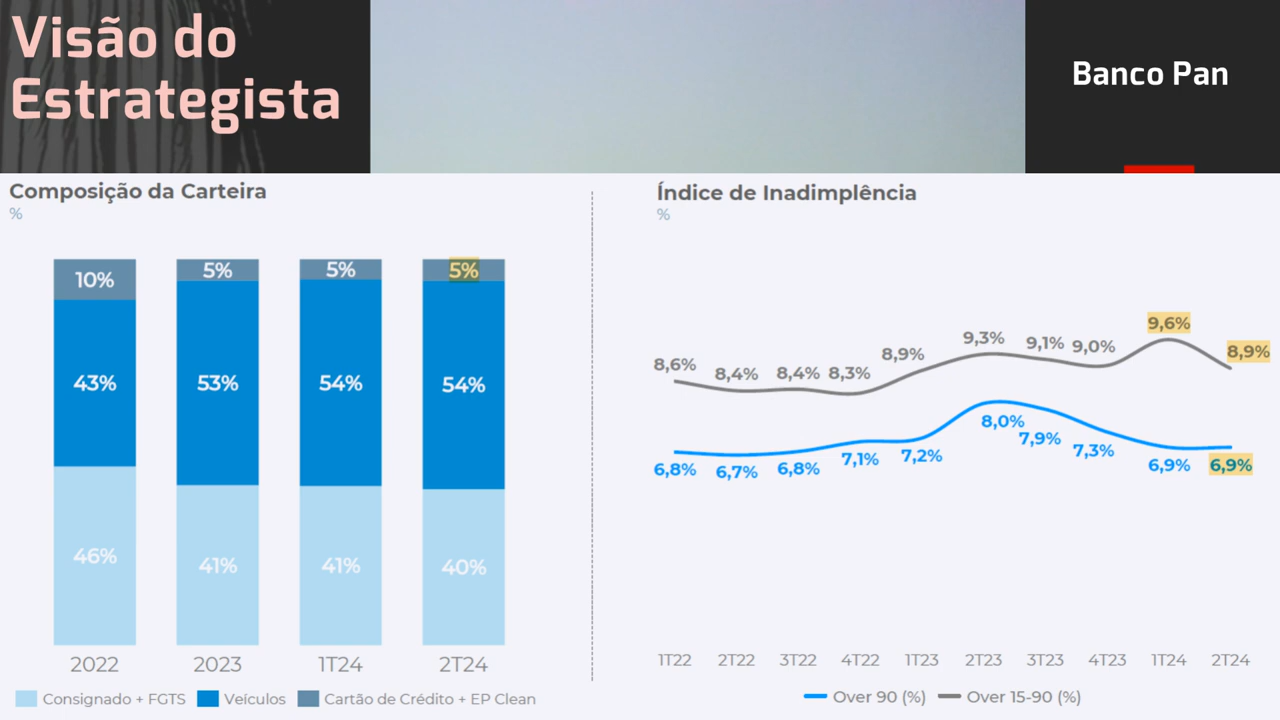 Visão do
Estrategista
Banco Pan
Composição da Carteira
%
10% 5% 5% 5%
43% 53% 54% 54%
46% 41% 41% 40%
2022 2023 1T24 2T24
Consignado + FGTS Veículos Cartão de Crédito + EP Clean
Índice de Inadimplência
%
8,6% 8,4% 8,4% 8,3% 8,9% 9,3% 9,1% 9,0% 9,6% 8,9%
6,8% 6,7% 6,8% 7,1% 7,2% 8,0% 7,9% 7,3% 6,9% 6,9%
1T22 2T22 3T22 4T22 1T23 2T23 3T23 4T23 1T24 2T24
Over 90 (%) Over 15-90 (%)